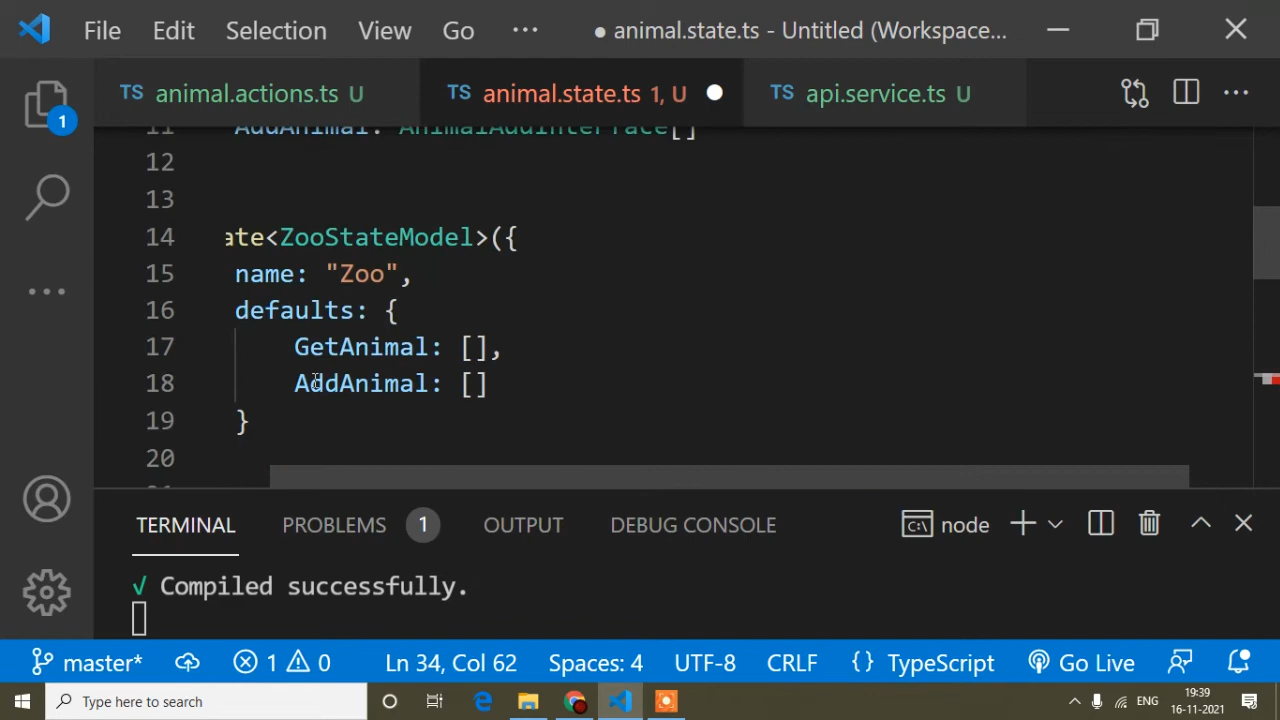 File Edit Selection View Go ··· ● animal.state.ts - Untitled (Workspace...
TS animal.actions.ts U TS animal.state.ts 1, U TS api.service.ts U
11 AddAnimal: AnimalAddInterface[]
12
13
14 ate<ZooStateModel>({
15 name: "Zoo",
16 defaults: {
17 GetAnimal: [],
18 AddAnimal: []
19 }
20
1
TERMINAL PROBLEMS 1 OUTPUT DEBUG CONSOLE node
√ Compiled successfully.
master* 1 0 Ln 34, Col 62 Spaces: 4 UTF-8 CRLF {} TypeScript Go Live
Type here to search ENG 19:39
16-11-2021